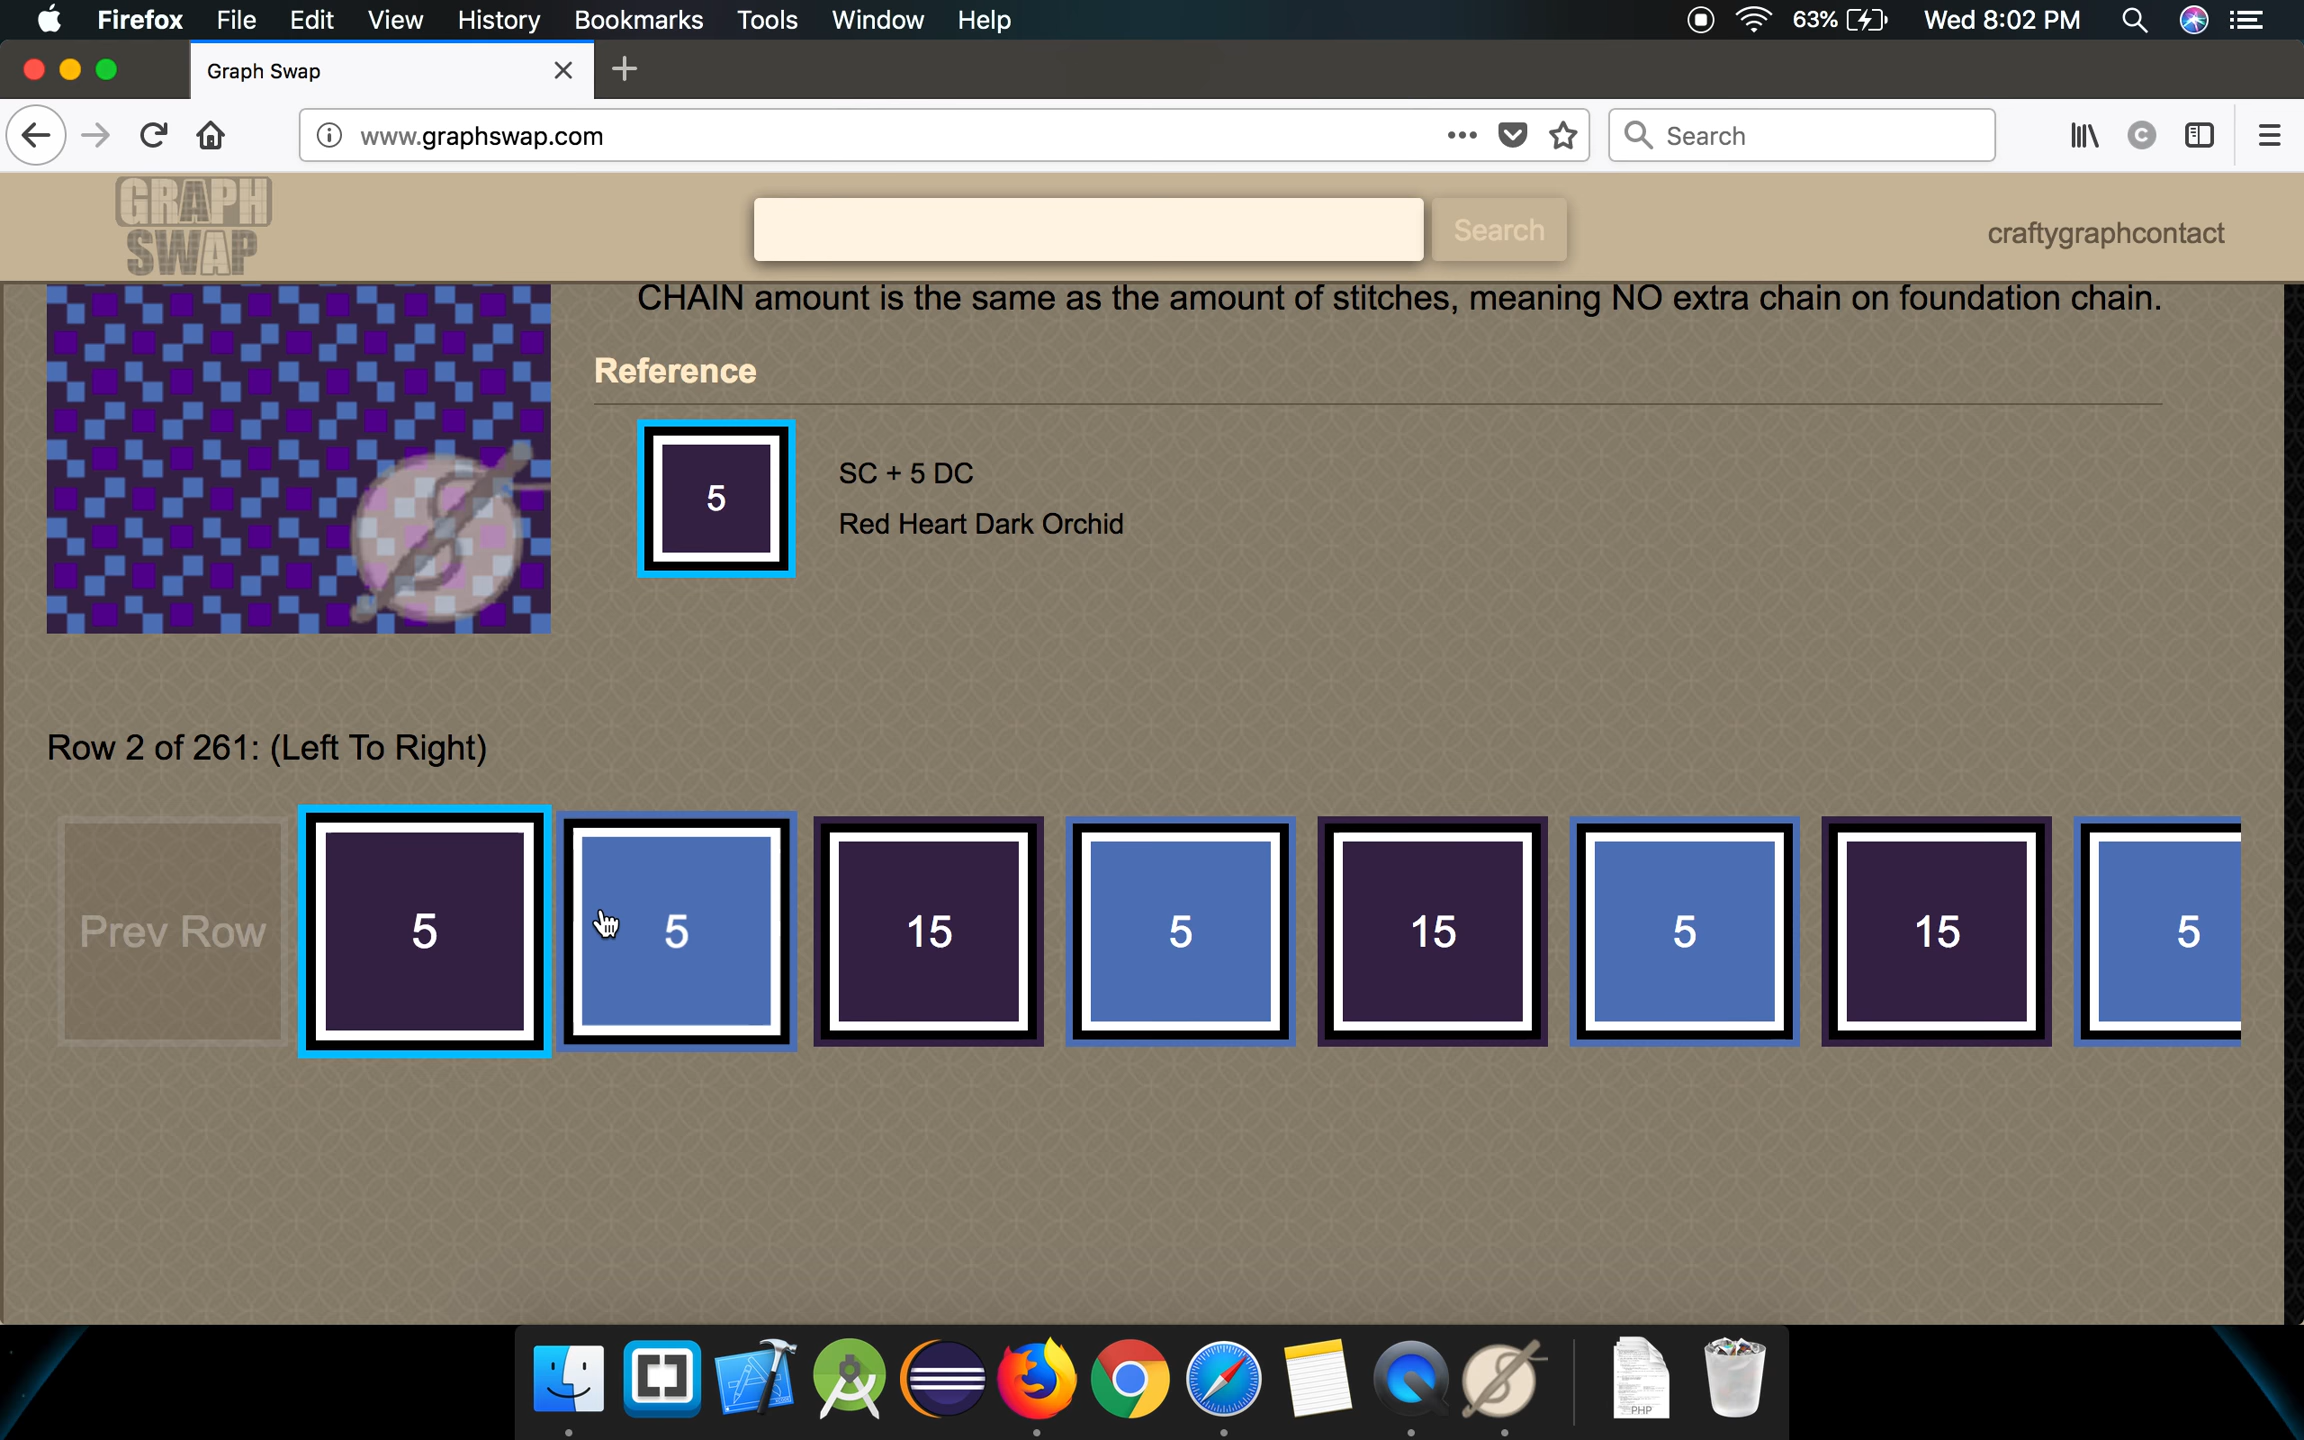 Firefox File Edit View History Bookmarks Tools Window Help 63% Wed 8:02 PM
Graph Swap
www.graphswap.com
Search
GRAPH
SWAP
Search
craftygraphcontact
CHAIN amount is the same as the amount of stitches, meaning NO extra chain on foundation chain.
Reference
5
SC + 5 DC
Red Heart Dark Orchid
Row 2 of 261: (Left To Right)
Prev Row 5 5 15 5 15 5 15 5
PHP